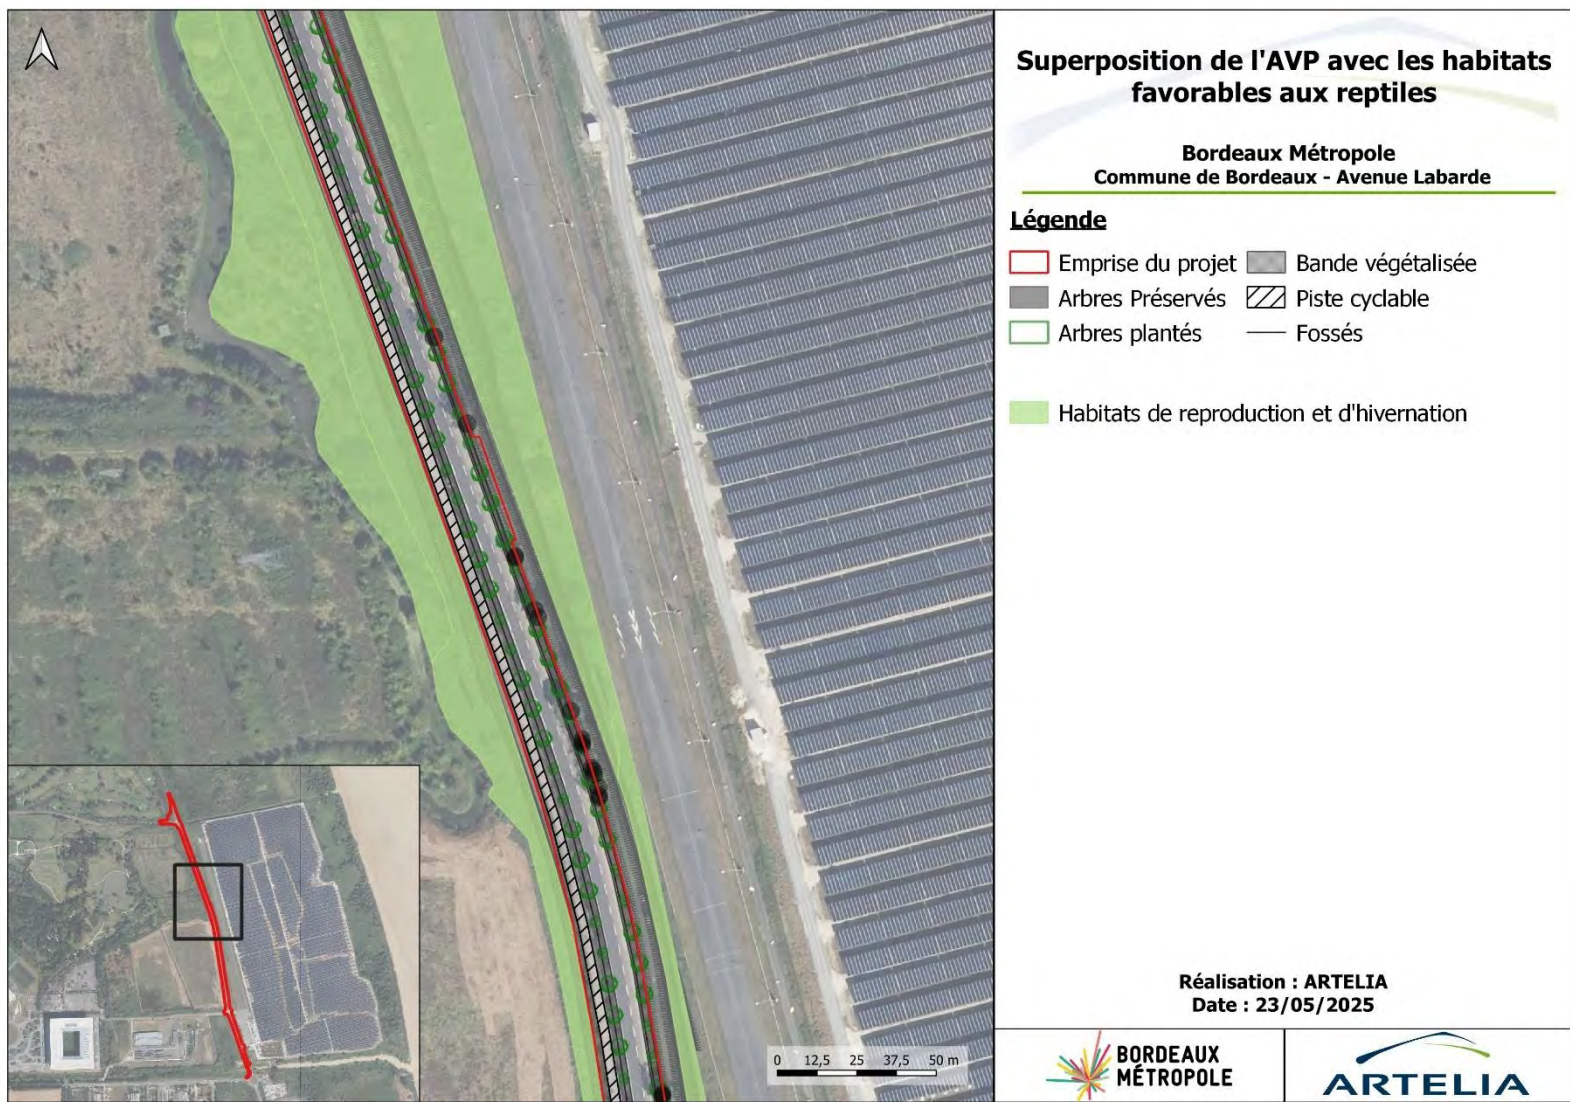 Superposition de l'AVP avec les habitats
favorables aux reptiles
Bordeaux Métropole
Commune de Bordeaux - Avenue Labarde
Légende
Emprise du projet
Bande végétalisée
Arbres Préservés
Piste cyclable
Arbres plantés
Fossés
Habitats de reproduction et d'hivernation
0 12,5 25 37,5 50 m
Réalisation : ARTELIA
Date : 23/05/2025
BORDEAUX
MÉTROPOLE
ARTELIA